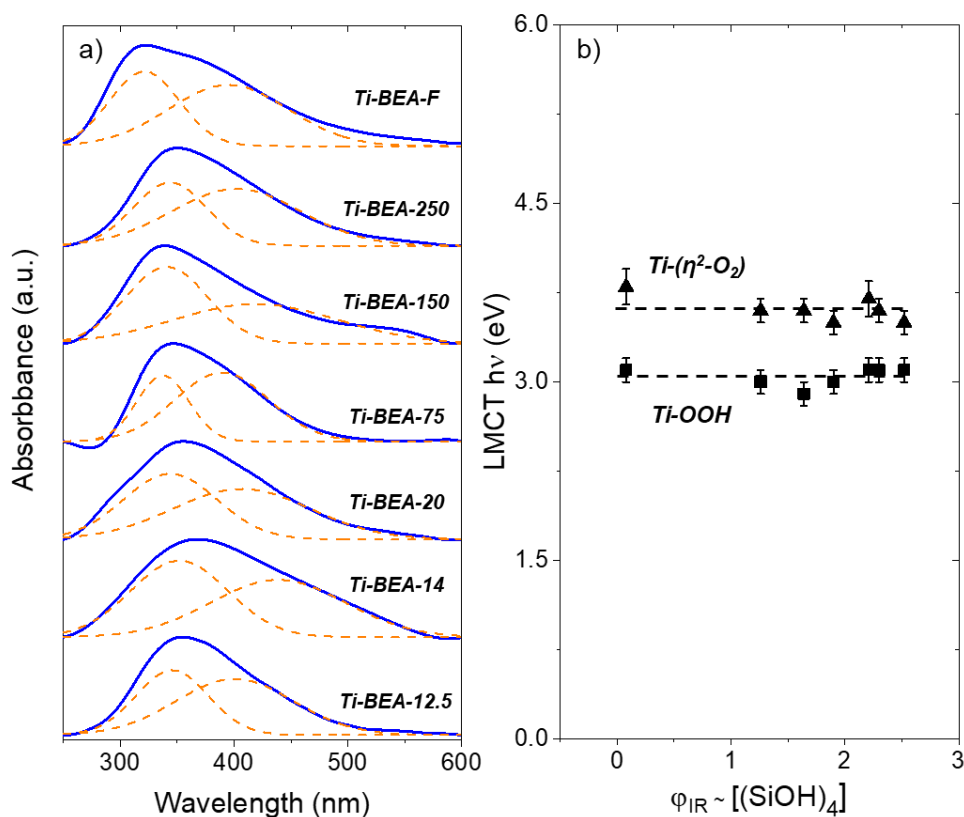 a)
Ti-BEA-F
Ti-BEA-250
Ti-BEA-150
Ti-BEA-75
Ti-BEA-20
Ti-BEA-14
Ti-BEA-12.5
Absorbbance (a.u.)
300 400 500 600
Wavelength (nm)
b)
6.0
4.5
3.0
1.5
0.0
LMCT hν (eV)
Ti-(η²-O₂)
Ti-OOH
0 1 2 3
φIR ~ [(SiOH)₄]